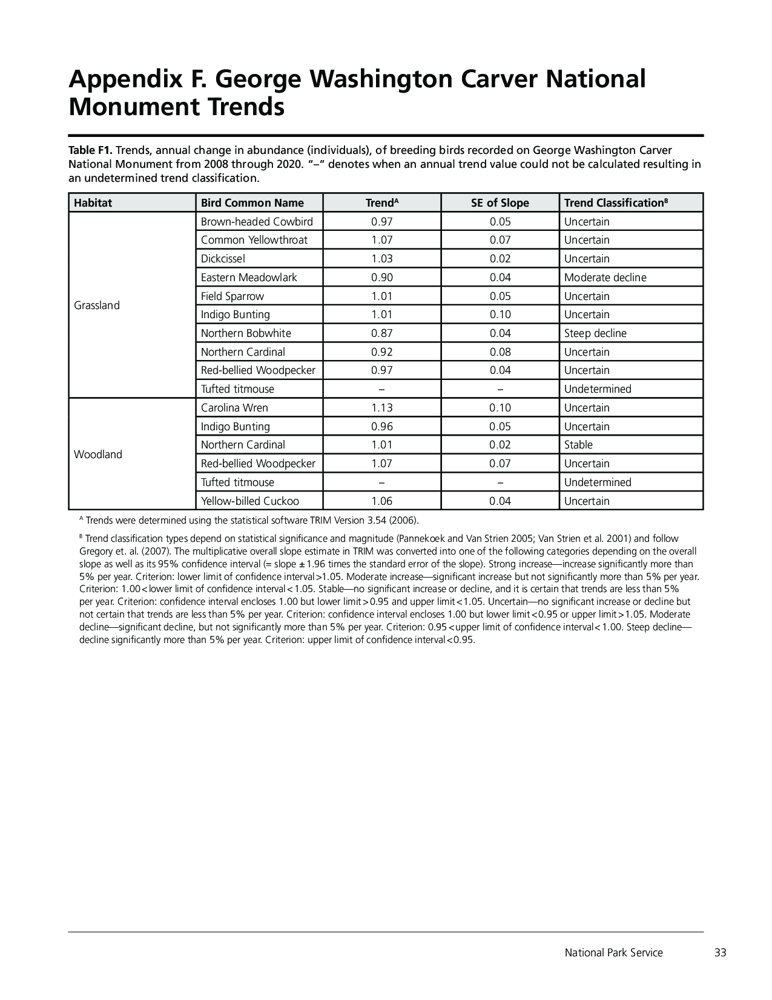 Appendix F. George Washington Carver National
Monument Trends
Table F1. Trends, annual change in abundance (individuals), of breeding birds recorded on George Washington Carver
National Monument from 2008 through 2020. “–“ denotes when an annual trend value could not be calculated resulting in
an undetermined trend classification.
Habitat Bird Common Name Trendᴬ SE of Slope Trend Classificationᴮ
Grassland
Brown-headed Cowbird 0.97 0.05 Uncertain
Common Yellowthroat 1.07 0.07 Uncertain
Dickcissel 1.03 0.02 Uncertain
Eastern Meadowlark 0.90 0.04 Moderate decline
Field Sparrow 1.01 0.05 Uncertain
Indigo Bunting 1.01 0.10 Uncertain
Northern Bobwhite 0.87 0.04 Steep decline
Northern Cardinal 0.92 0.08 Uncertain
Red-bellied Woodpecker 0.97 0.04 Uncertain
Tufted titmouse – – Undetermined
Woodland
Carolina Wren 1.13 0.10 Uncertain
Indigo Bunting 0.96 0.05 Uncertain
Northern Cardinal 1.01 0.02 Stable
Red-bellied Woodpecker 1.07 0.07 Uncertain
Tufted titmouse – – Undetermined
Yellow-billed Cuckoo 1.06 0.04 Uncertain
ᴬ Trends were determined using the statistical software TRIM Version 3.54 (2006).
ᴮ Trend classification types depend on statistical significance and magnitude (Pannekoek and Van Strien 2005; Van Strien et al. 2001) and follow
Gregory et. al. (2007). The multiplicative overall slope estimate in TRIM was converted into one of the following categories depending on the overall
slope as well as its 95% confidence interval (= slope ± 1.96 times the standard error of the slope). Strong increase—increase significantly more than
5% per year. Criterion: lower limit of confidence interval >1.05. Moderate increase—significant increase but not significantly more than 5% per year.
Criterion: 1.00 < lower limit of confidence interval < 1.05. Stable—no significant increase or decline, and it is certain that trends are less than 5%
per year. Criterion: confidence interval encloses 1.00 but lower limit > 0.95 and upper limit < 1.05. Uncertain—no significant increase or decline but
not certain that trends are less than 5% per year. Criterion: confidence interval encloses 1.00 but lower limit < 0.95 or upper limit > 1.05. Moderate
decline—significant decline, but not significantly more than 5% per year. Criterion: 0.95 < upper limit of confidence interval < 1.00. Steep decline—
decline significantly more than 5% per year. Criterion: upper limit of confidence interval < 0.95.
National Park Service 33